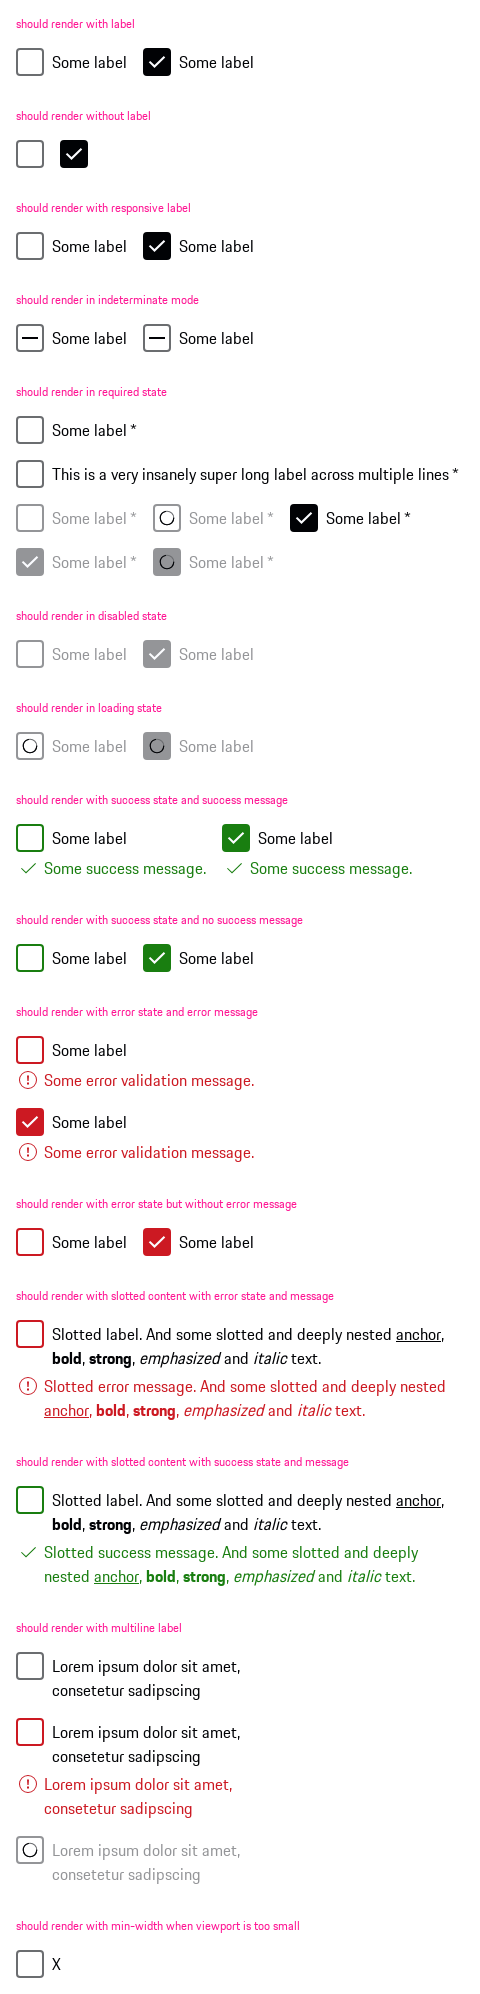 should render with label
Some label Some label
should render without label
should render with responsive label
Some label Some label
should render in indeterminate mode
Some label Some label
should render in required state
Some label *
This is a very insanely super long label across multiple lines *
Some label * Some label * Some label *
Some label * Some label *
should render in disabled state
Some label Some label
should render in loading state
Some label Some label
should render with success state and success message
Some label Some label
Some success message. Some success message.
should render with success state and no success message
Some label Some label
should render with error state and error message
Some label
Some error validation message.
Some label
Some error validation message.
should render with error state but without error message
Some label Some label
should render with slotted content with error state and message
Slotted label. And some slotted and deeply nested anchor,
bold, strong, emphasized and italic text.
Slotted error message. And some slotted and deeply nested
anchor, bold, strong, emphasized and italic text.
should render with slotted content with success state and message
Slotted label. And some slotted and deeply nested anchor,
bold, strong, emphasized and italic text.
Slotted success message. And some slotted and deeply
nested anchor, bold, strong, emphasized and italic text.
should render with multiline label
Lorem ipsum dolor sit amet,
consetetur sadipscing
Lorem ipsum dolor sit amet,
consetetur sadipscing
Lorem ipsum dolor sit amet,
consetetur sadipscing
Lorem ipsum dolor sit amet,
consetetur sadipscing
should render with min-width when viewport is too small
X